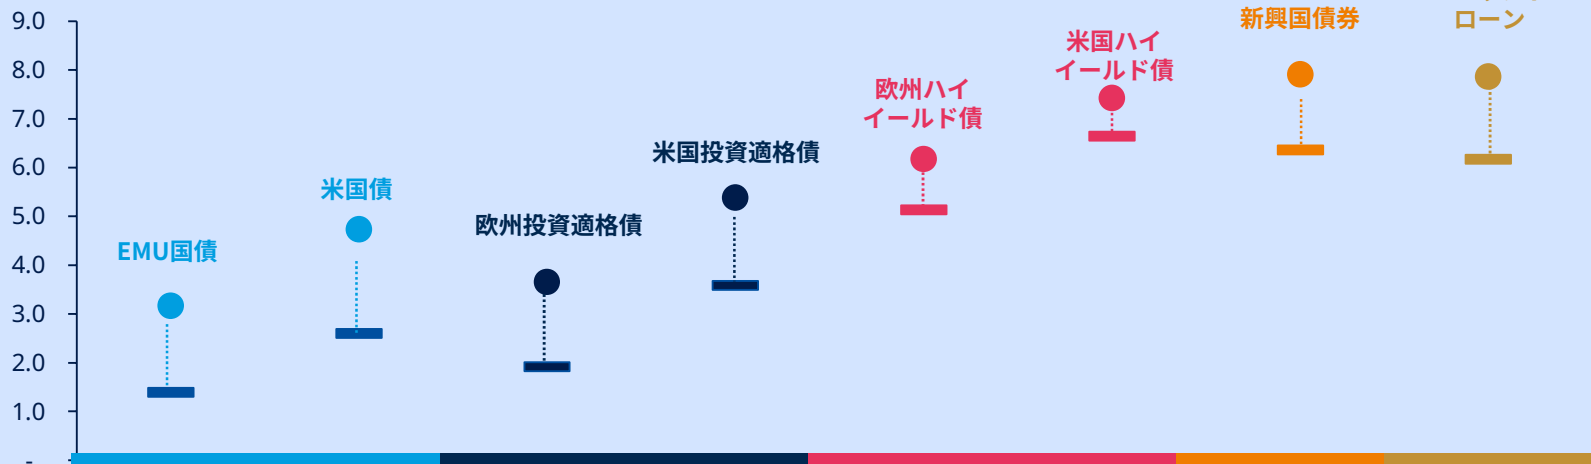 9.0
8.0
7.0
6.0
5.0
4.0
3.0
2.0
1.0
-
EMU国債
米国債
欧州投資適格債
米国投資適格債
欧州ハイ
イールド債
米国ハイ
イールド債
新興国債券
ローン